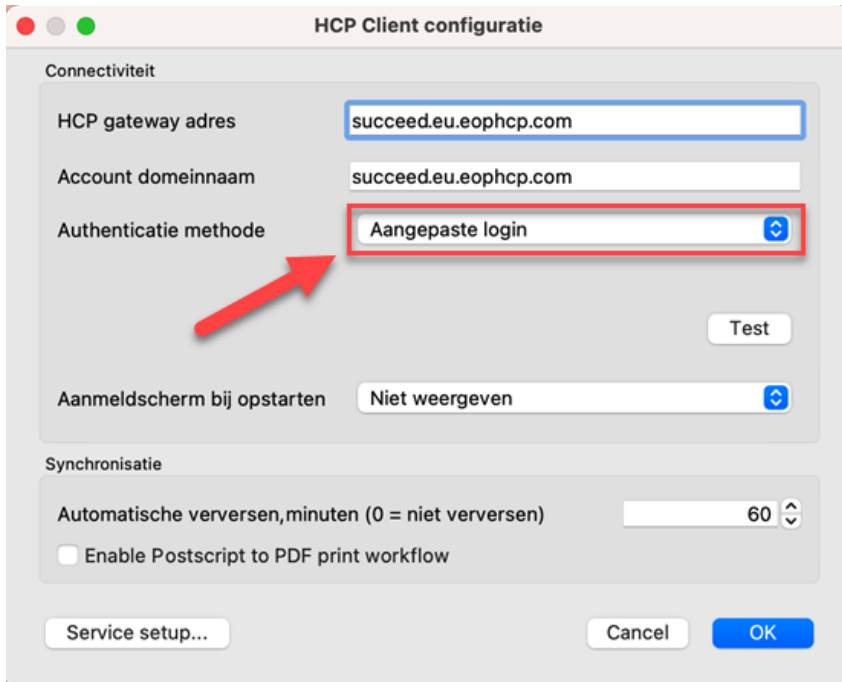 HCP Client configuratie
Connectiviteit
HCP gateway adres
succeed.eu.eophcp.com
Account domeinnaam
succeed.eu.eophcp.com
Authenticatie methode
Aangepaste login
Test
Aanmeldscherm bij opstarten
Niet weergeven
Synchronisatie
Automatische verversen,minuten (0 = niet verversen)
60
Enable Postscript to PDF print workflow
Service setup...
Cancel
OK